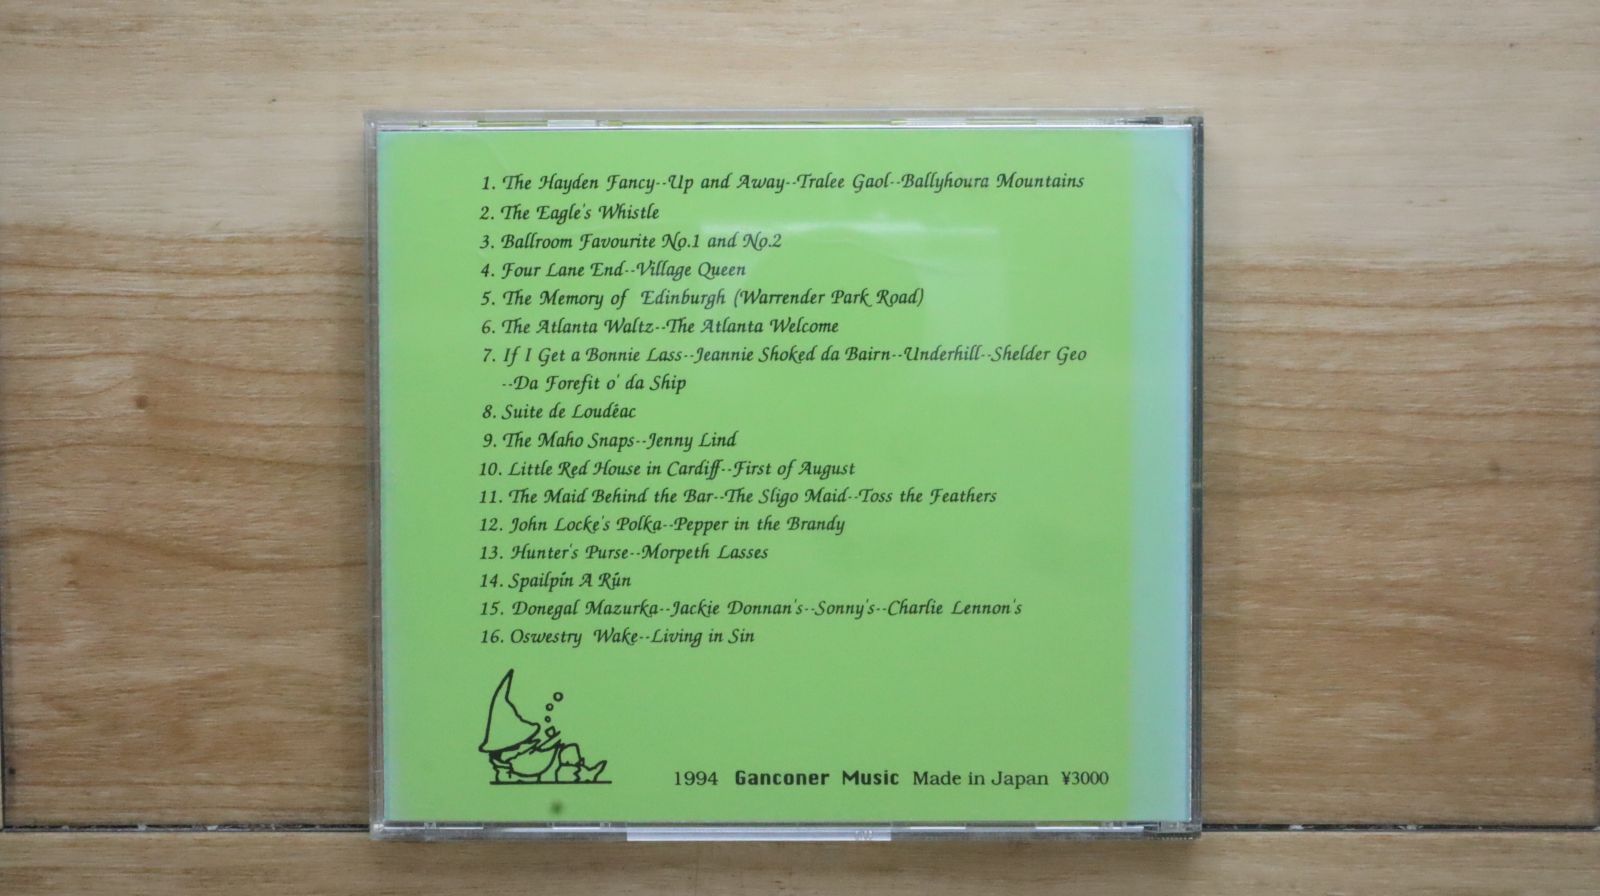 1. The Hayden Fancy--Up and Away--Tralee Gaol--Ballyhoura Mountains
2. The Eagle's Whistle
3. Ballroom Favourite No.1 and No.2
4. Four Lane End--Village Queen
5. The Memory of Edinburgh (Warrender Park Road)
6. The Atlanta Waltz--The Atlanta Welcome
7. If I Get a Bonnie Lass--Jeannie Shoked da Bairn--Underhill--Shelder Geo
--Da Forefit o' da Ship
8. Suite de Loudéac
9. The Maho Snaps--Jenny Lind
10. Little Red House in Cardiff--First of August
11. The Maid Behind the Bar--The Sligo Maid--Toss the Feathers
12. John Locke's Polka--Pepper in the Brandy
13. Hunter's Purse--Morpeth Lasses
14. Spailpín A Rún
15. Donegal Mazurka--Jackie Donnan's--Sonny's--Charlie Lennon's
16. Oswestry Wake--Living in Sin
1994 Ganconer Music Made in Japan ¥3000